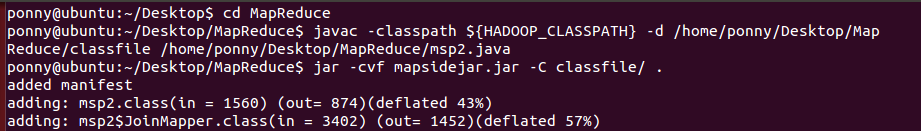 ponny@ubuntu:~/Desktop$ cd MapReduce
ponny@ubuntu:~/Desktop/MapReduce$ javac -classpath ${HADOOP_CLASSPATH} -d /home/ponny/Desktop/Map
Reduce/classfile /home/ponny/Desktop/MapReduce/msp2.java
ponny@ubuntu:~/Desktop/MapReduce$ jar -cvf mapsidejar.jar -C classfile/ .
added manifest
adding: msp2.class(in = 1560) (out= 874)(deflated 43%)
adding: msp2$JoinMapper.class(in = 3402) (out= 1452)(deflated 57%)